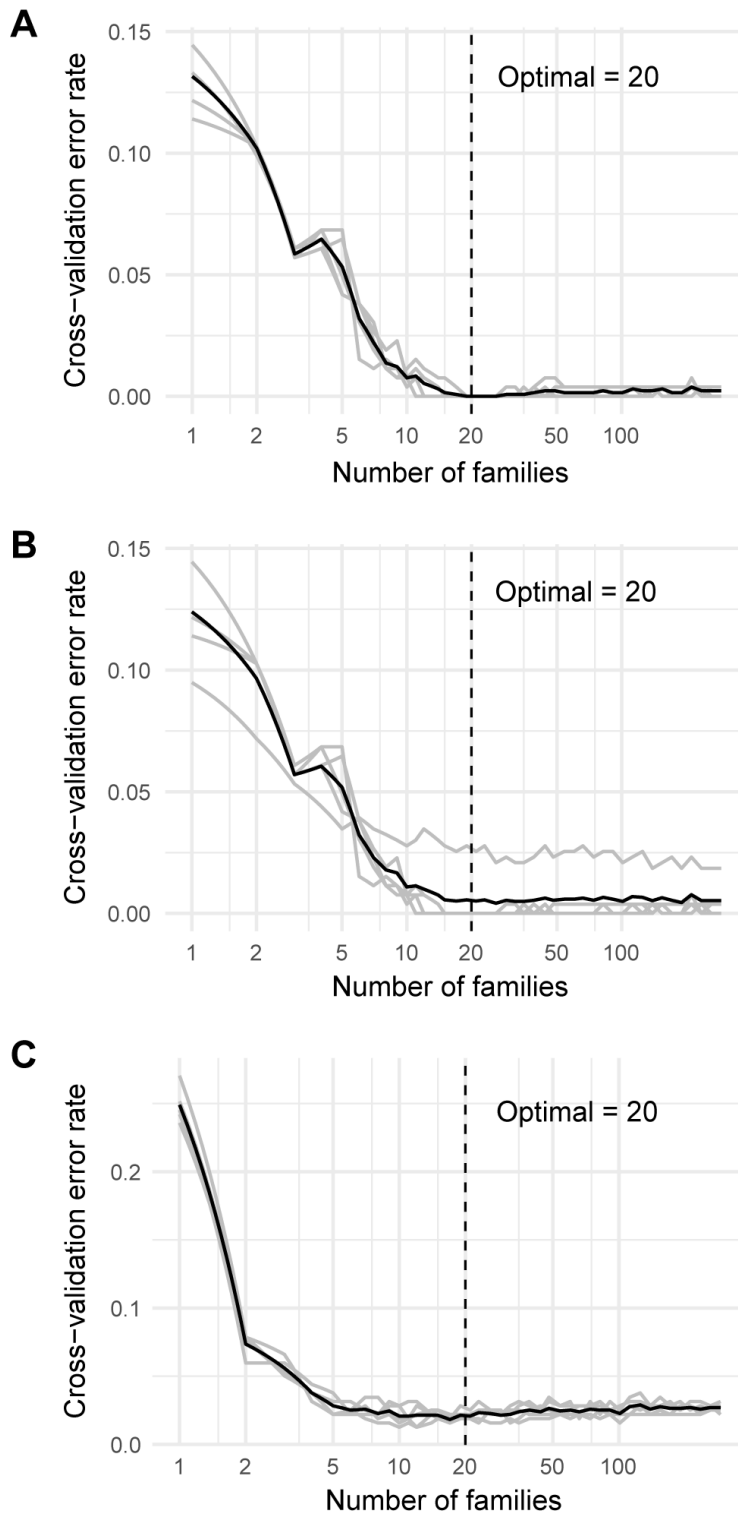 A
0.15
Optimal = 20
0.10
0.05
0.00
Cross−validation error rate
1 2 5 10 20 50 100
Number of families
B
0.15
Optimal = 20
0.10
0.05
0.00
Cross−validation error rate
1 2 5 10 20 50 100
Number of families
C
Optimal = 20
0.2
0.1
0.0
Cross−validation error rate
1 2 5 10 20 50 100
Number of families